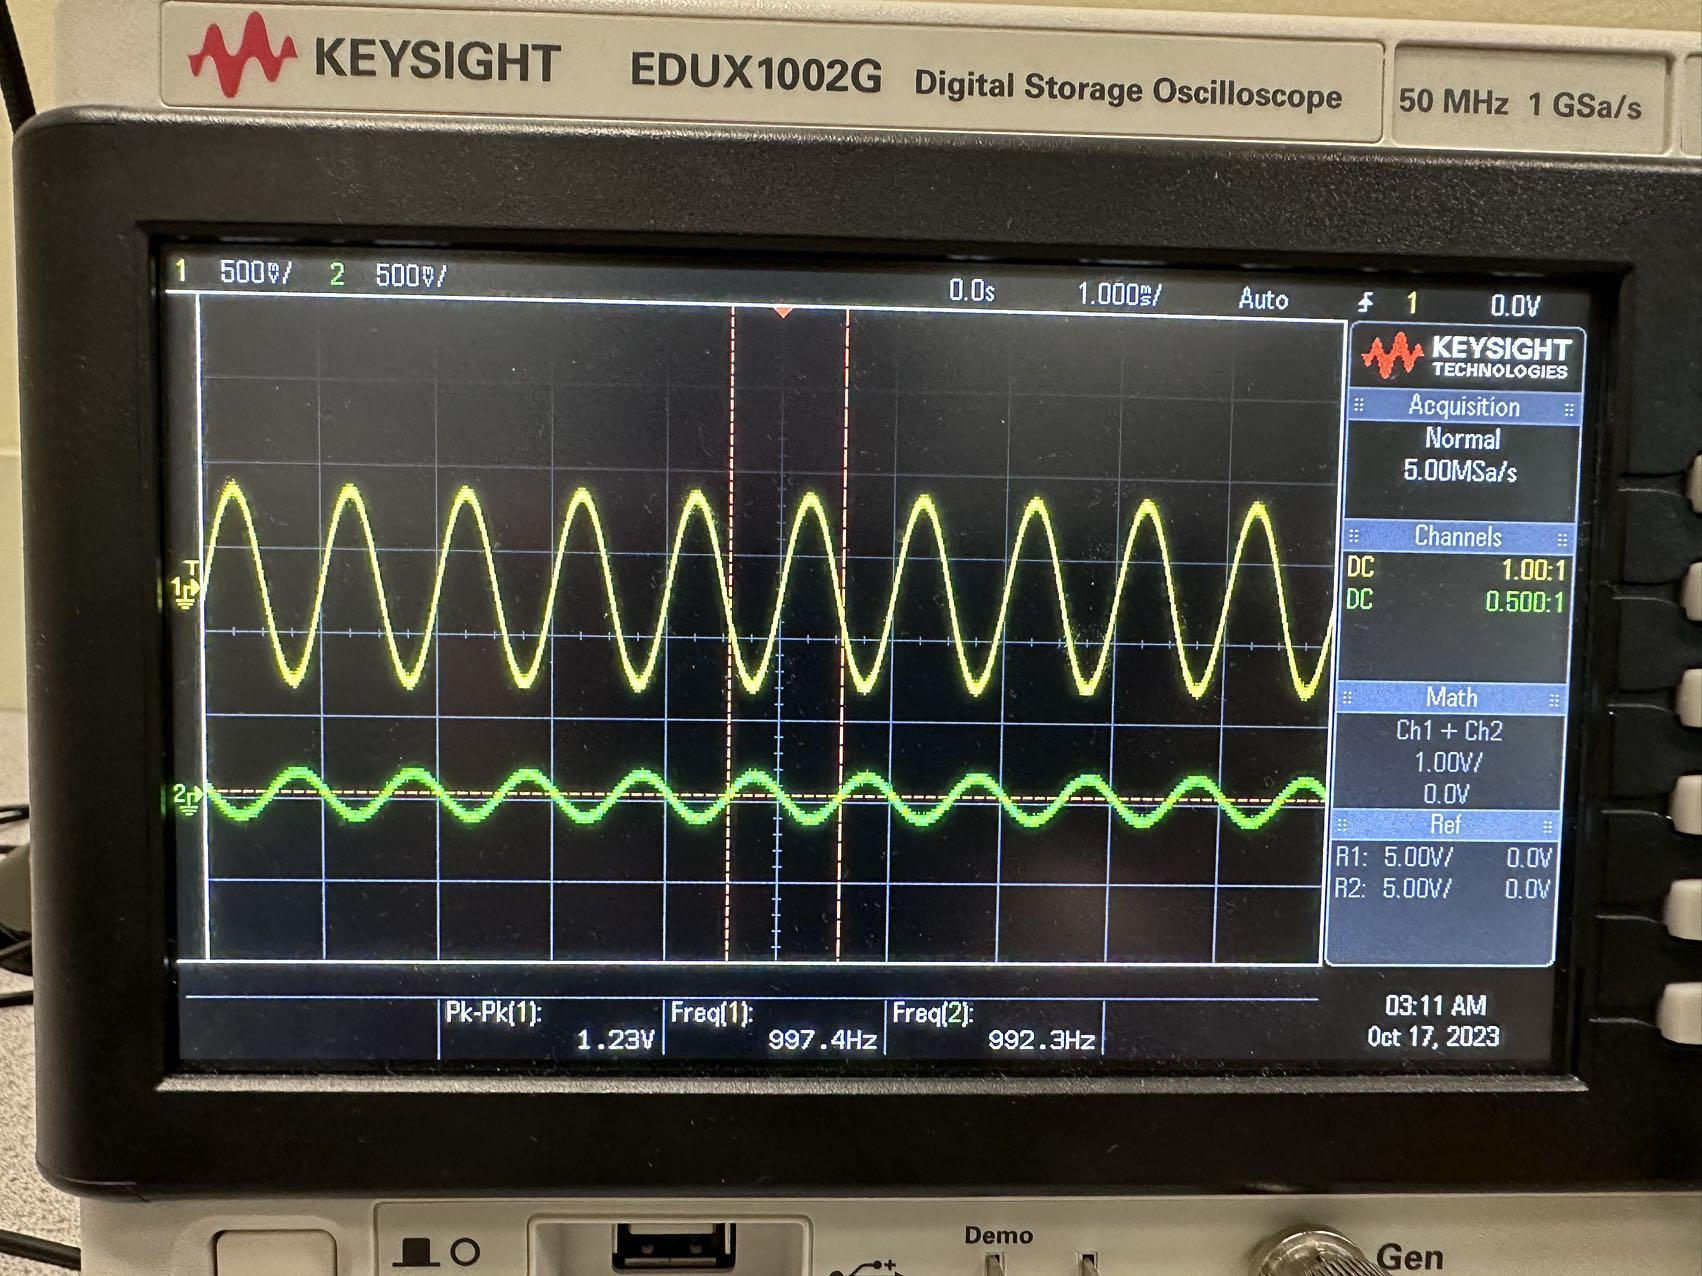 KEYSIGHT EDUX1002G Digital Storage Oscilloscope 50 MHz 1 GSa/s
1 500mV/ 2 500mV/ 0.0s 1.000ms/ Auto 1 0.0V
KEYSIGHT
TECHNOLOGIES
Acquisition
Normal
5.00MSa/s
Channels
DC 1.00:1
DC 0.500:1
Math
Ch1 + Ch2
1.00V/
0.0V
Ref
R1: 5.00V/ 0.0V
R2: 5.00V/ 0.0V
T
1
2
Pk-Pk(1): Freq(1): Freq(2):
1.23V 997.4Hz 992.3Hz
03:11 AM
Oct 17, 2023
Demo
Gen